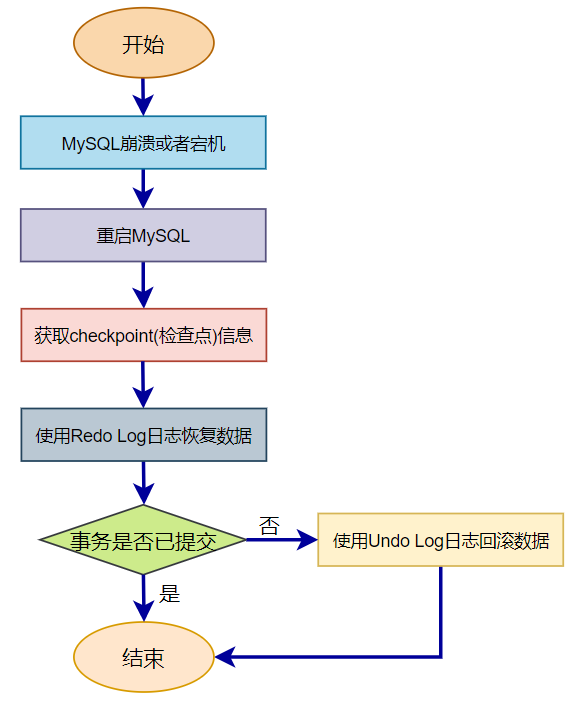 开始
MySQL崩溃或者宕机
重启MySQL
获取checkpoint(检查点)信息
使用Redo Log日志恢复数据
事务是否已提交
否
使用Undo Log日志回滚数据
是
结束